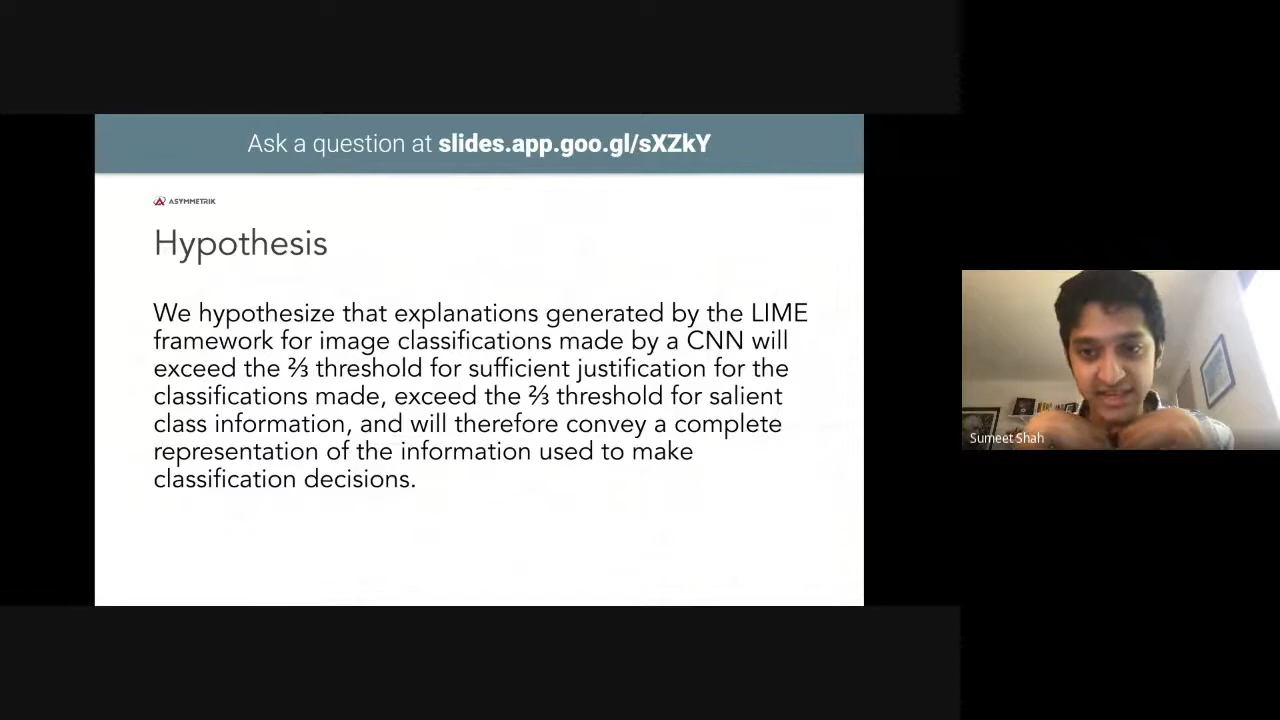 Ask a question at slides.app.goo.gl/sXZkY
ASYMMETRIK
Hypothesis
We hypothesize that explanations generated by the LIME
framework for image classifications made by a CNN will
exceed the ⅔ threshold for sufficient justification for the
classifications made, exceed the ⅔ threshold for salient
class information, and will therefore convey a complete
representation of the information used to make
classification decisions.
Sumeet Shah